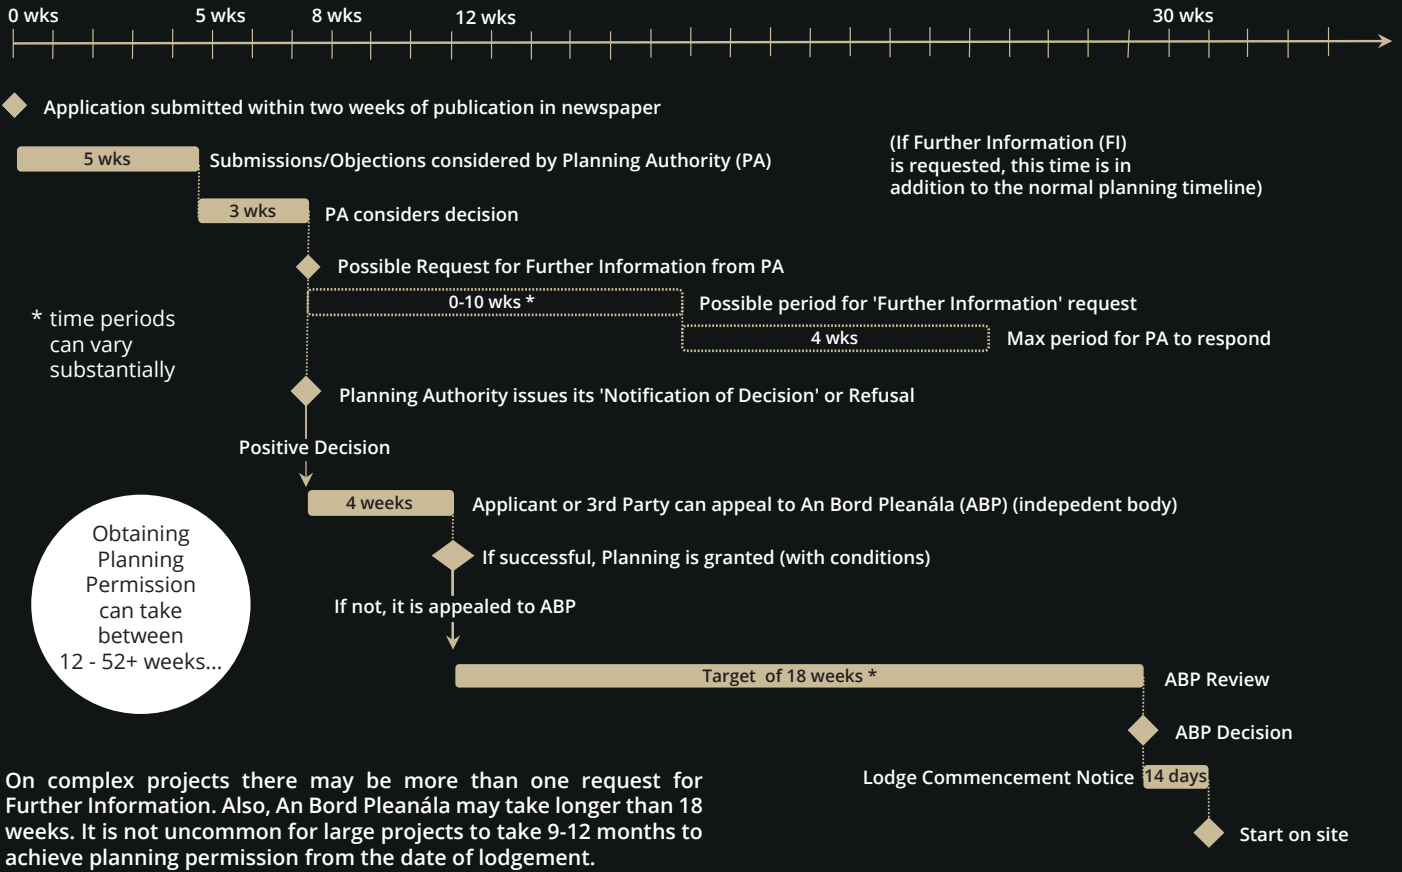 0 wks
5 wks
8 wks
12 wks
30 wks
Application submitted within two weeks of publication in newspaper
5 wks
Submissions/Objections considered by Planning Authority (PA)
(If Further Information (FI)
is requested, this time is in
addition to the normal planning timeline)
3 wks
PA considers decision
Possible Request for Further Information from PA
0-10 wks *
Possible period for 'Further Information' request
* time periods
can vary
substantially
4 wks
Max period for PA to respond
Planning Authority issues its 'Notification of Decision' or Refusal
Positive Decision
4 weeks
Applicant or 3rd Party can appeal to An Bord Pleanála (ABP) (indepedent body)
Obtaining
Planning
Permission
can take
between
12 - 52+ weeks...
If successful, Planning is granted (with conditions)
If not, it is appealed to ABP
Target of 18 weeks *
ABP Review
ABP Decision
Lodge Commencement Notice
14 days
Start on site
On complex projects there may be more than one request for
Further Information. Also, An Bord Pleanála may take longer than 18
weeks. It is not uncommon for large projects to take 9-12 months to
achieve planning permission from the date of lodgement.